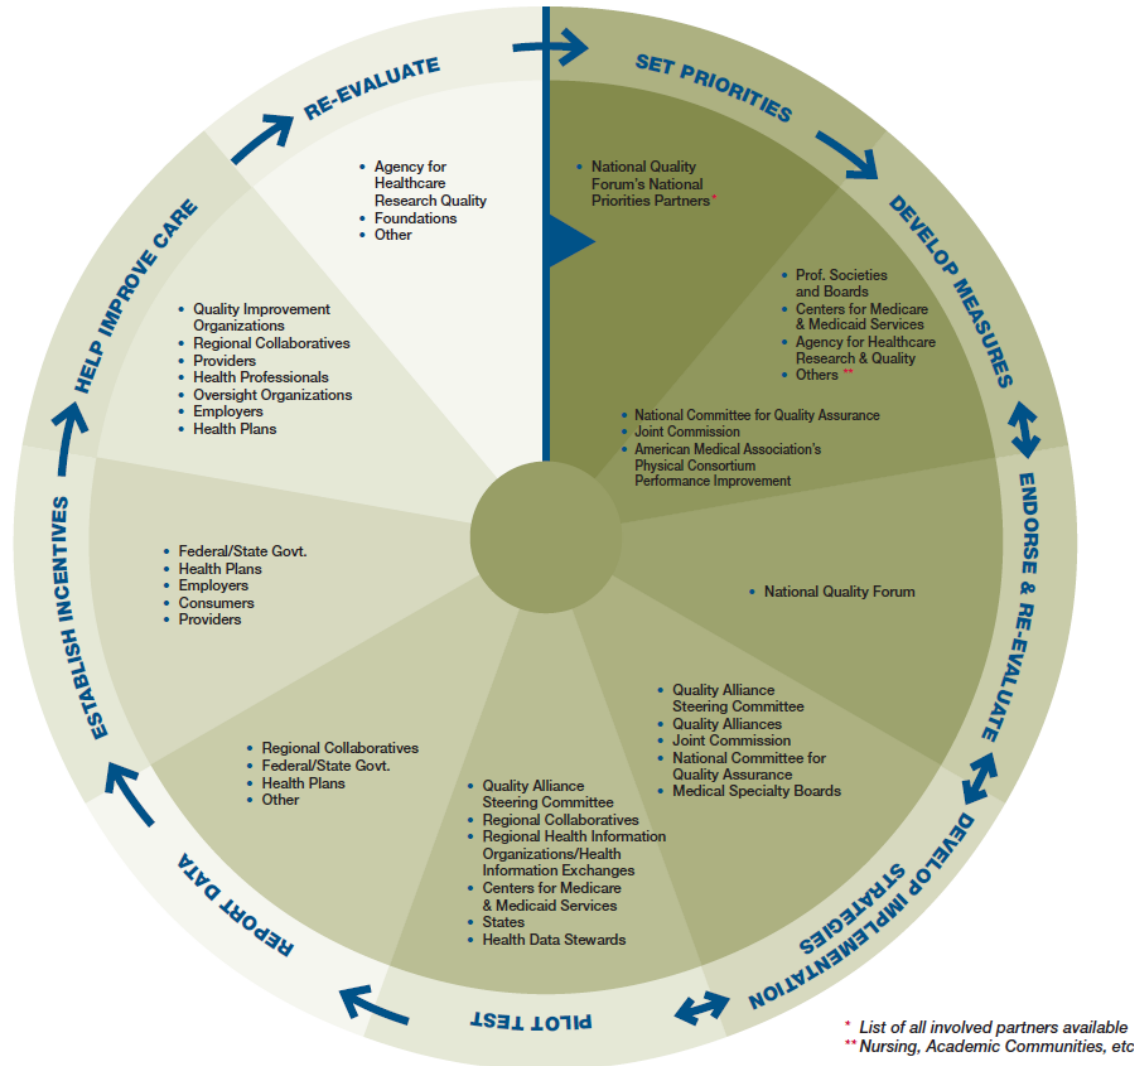 RE-EVALUATE
SET PRIORITIES
DEVELOP MEASURES
ENDORSE & RE-EVALUATE
DEVELOP IMPLEMENTATION
STRATEGIES
PILOT TEST
REPORT DATA
ESTABLISH INCENTIVES
HELP IMPROVE CARE
• Agency for
Healthcare
Research Quality
• Foundations
• Other
• National Quality
Forum's National
Priorities Partners*
• Prof. Societies
and Boards
• Centers for Medicare
& Medicaid Services
• Agency for Healthcare
Research & Quality
• Others **
• National Committee for Quality Assurance
• Joint Commission
• American Medical Association's
Physical Consortium
Performance Improvement
• National Quality Forum
• Quality Alliance
Steering Committee
• Quality Alliances
• Joint Commission
• National Committee for
Quality Assurance
• Medical Specialty Boards
• Quality Alliance
Steering Committee
• Regional Collaboratives
• Regional Health Information
Organizations/Health
Information Exchanges
• Centers for Medicare
& Medicaid Services
• States
• Health Data Stewards
• Regional Collaboratives
• Federal/State Govt.
• Health Plans
• Other
• Federal/State Govt.
• Health Plans
• Employers
• Consumers
• Providers
• Quality Improvement
Organizations
• Regional Collaboratives
• Providers
• Health Professionals
• Oversight Organizations
• Employers
• Health Plans
* List of all involved partners available
** Nursing, Academic Communities, etc